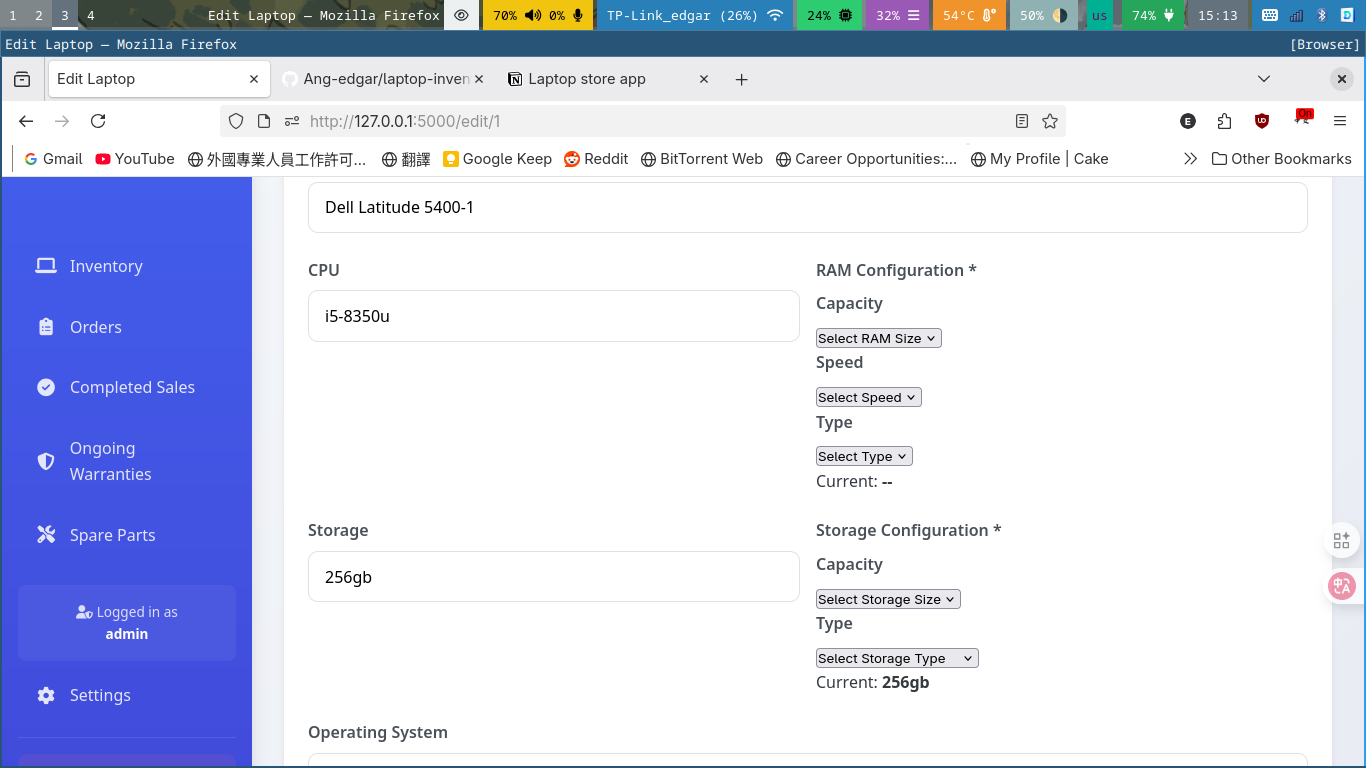 1 2 3 4 Edit Laptop — Mozilla Firefox 70% 0% TP-Link_edgar (26%) 24% 32% 54°C 50% us 74% 15:13
Edit Laptop — Mozilla Firefox [Browser]
Edit Laptop Ang-edgar/laptop-inven Laptop store app
http://127.0.0.1:5000/edit/1 E On
Gmail YouTube 外國專業人員工作許可... 翻譯 Google Keep Reddit BitTorrent Web Career Opportunities:... My Profile | Cake Other Bookmarks
Inventory
Orders
Completed Sales
Ongoing
Warranties
Spare Parts
Logged in as
admin
Settings
Dell Latitude 5400-1
CPU
i5-8350u
RAM Configuration *
Capacity
Select RAM Size
Speed
Select Speed
Type
Select Type
Current: --
Storage
256gb
Storage Configuration *
Capacity
Select Storage Size
Type
Select Storage Type
Current: 256gb
Operating System